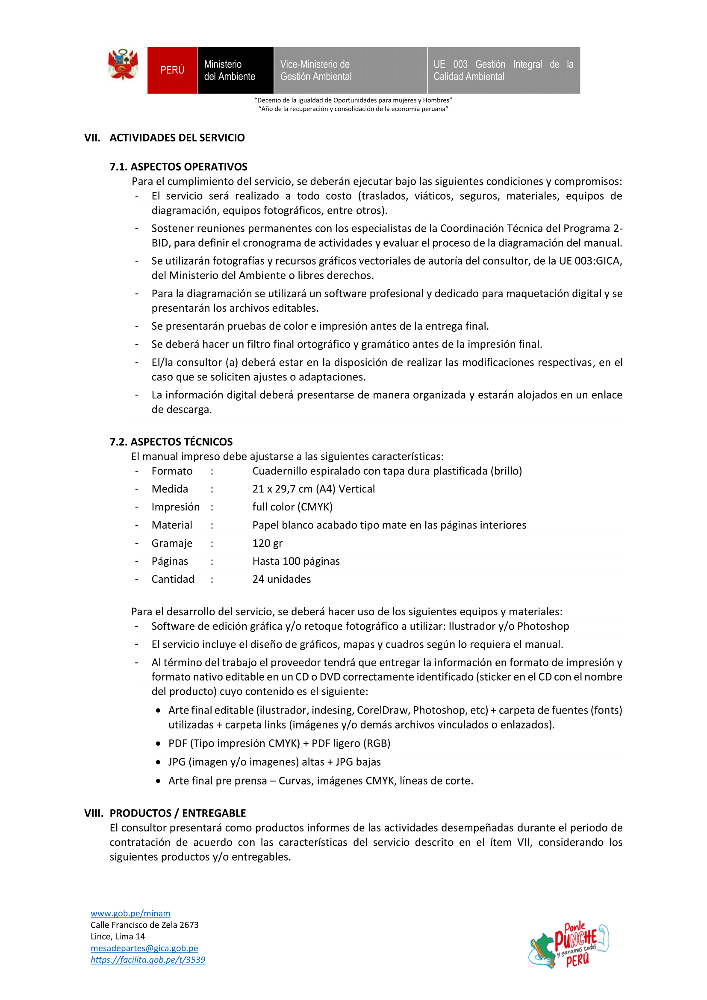 PERÚ
Ministerio
del Ambiente
Vice-Ministerio de
Gestión Ambiental
UE 003 Gestión Integral de la
Calidad Ambiental
“Decenio de la Igualdad de Oportunidades para mujeres y Hombres”
“Año de la recuperación y consolidación de la economía peruana”
VII. ACTIVIDADES DEL SERVICIO
7.1. ASPECTOS OPERATIVOS
Para el cumplimiento del servicio, se deberán ejecutar bajo las siguientes condiciones y compromisos:
- El servicio será realizado a todo costo (traslados, viáticos, seguros, materiales, equipos de
diagramación, equipos fotográficos, entre otros).
- Sostener reuniones permanentes con los especialistas de la Coordinación Técnica del Programa 2-
BID, para definir el cronograma de actividades y evaluar el proceso de la diagramación del manual.
- Se utilizarán fotografías y recursos gráficos vectoriales de autoría del consultor, de la UE 003:GICA,
del Ministerio del Ambiente o libres derechos.
- Para la diagramación se utilizará un software profesional y dedicado para maquetación digital y se
presentarán los archivos editables.
- Se presentarán pruebas de color e impresión antes de la entrega final.
- Se deberá hacer un filtro final ortográfico y gramático antes de la impresión final.
- El/la consultor (a) deberá estar en la disposición de realizar las modificaciones respectivas, en el
caso que se soliciten ajustes o adaptaciones.
- La información digital deberá presentarse de manera organizada y estarán alojados en un enlace
de descarga.
7.2. ASPECTOS TÉCNICOS
El manual impreso debe ajustarse a las siguientes características:
- Formato : Cuadernillo espiralado con tapa dura plastificada (brillo)
- Medida : 21 x 29,7 cm (A4) Vertical
- Impresión : full color (CMYK)
- Material : Papel blanco acabado tipo mate en las páginas interiores
- Gramaje : 120 gr
- Páginas : Hasta 100 páginas
- Cantidad : 24 unidades
Para el desarrollo del servicio, se deberá hacer uso de los siguientes equipos y materiales:
- Software de edición gráfica y/o retoque fotográfico a utilizar: Ilustrador y/o Photoshop
- El servicio incluye el diseño de gráficos, mapas y cuadros según lo requiera el manual.
- Al término del trabajo el proveedor tendrá que entregar la información en formato de impresión y
formato nativo editable en un CD o DVD correctamente identificado (sticker en el CD con el nombre
del producto) cuyo contenido es el siguiente:
• Arte final editable (ilustrador, indesing, CorelDraw, Photoshop, etc) + carpeta de fuentes (fonts)
utilizadas + carpeta links (imágenes y/o demás archivos vinculados o enlazados).
• PDF (Tipo impresión CMYK) + PDF ligero (RGB)
• JPG (imagen y/o imagenes) altas + JPG bajas
• Arte final pre prensa – Curvas, imágenes CMYK, líneas de corte.
VIII. PRODUCTOS / ENTREGABLE
El consultor presentará como productos informes de las actividades desempeñadas durante el periodo de
contratación de acuerdo con las características del servicio descrito en el ítem VII, considerando los
siguientes productos y/o entregables.
www.gob.pe/minam
Calle Francisco de Zela 2673
Lince, Lima 14
mesadepartes@gica.gob.pe
https://facilita.gob.pe/t/3539
Ponle
PUNCHE
y ganamos todos
PERÚ